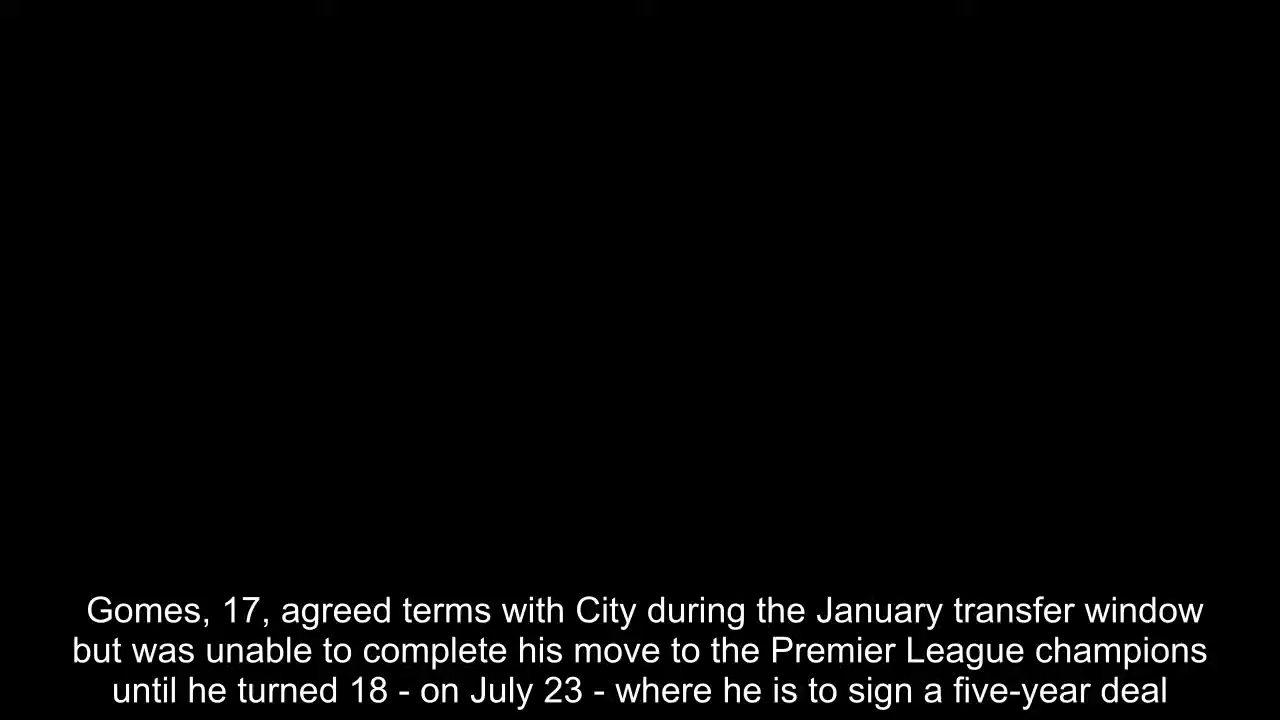 Gomes, 17, agreed terms with City during the January transfer window
but was unable to complete his move to the Premier League champions
until he turned 18 - on July 23 - where he is to sign a five-year deal